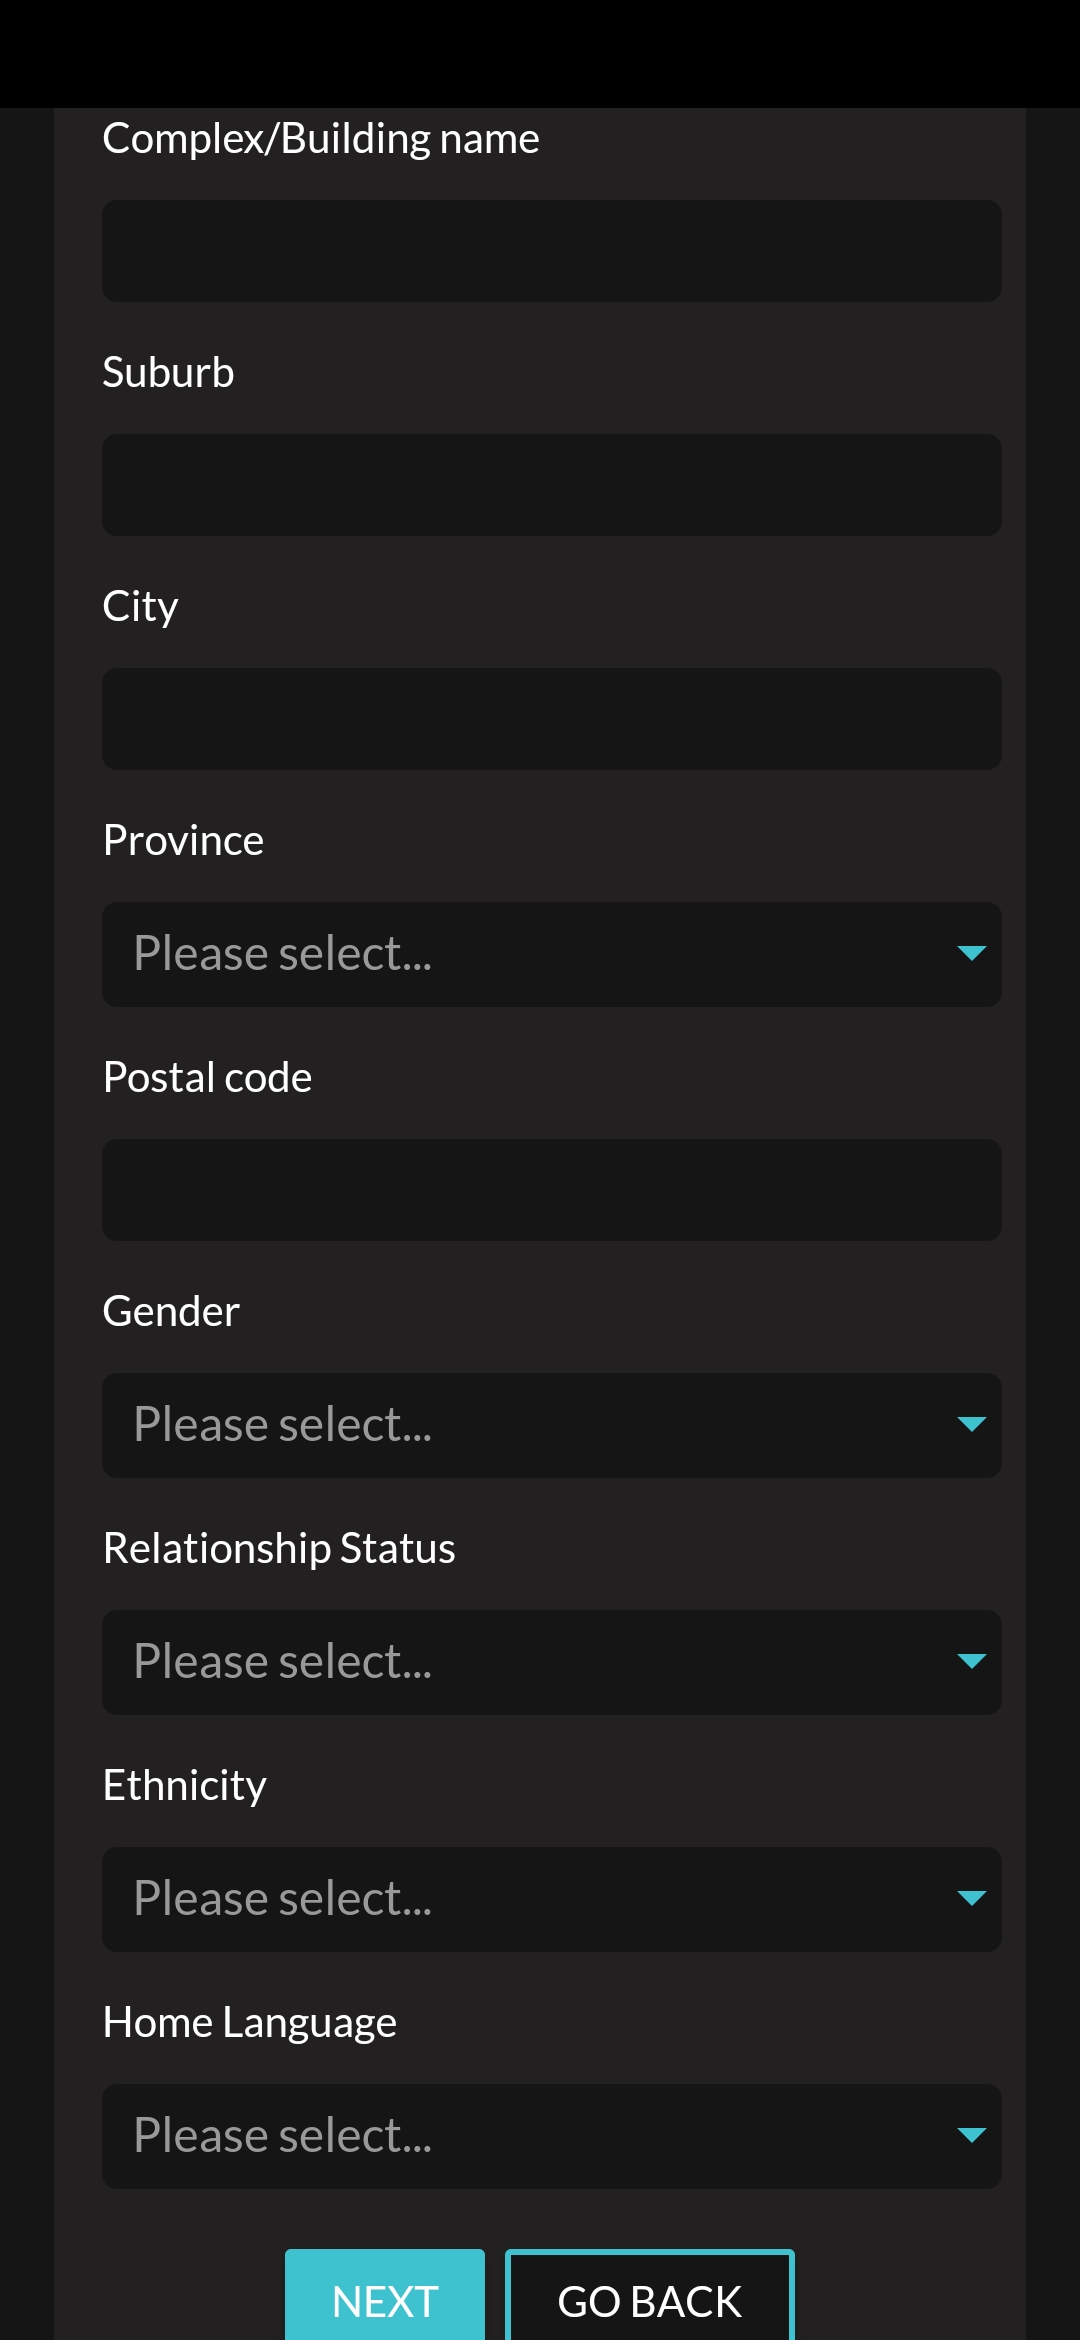 Complex/Building name
Suburb
City
Province
Please select...
Postal code
Gender
Please select...
Relationship Status
Please select...
Ethnicity
Please select...
Home Language
Please select...
NEXT
GO BACK